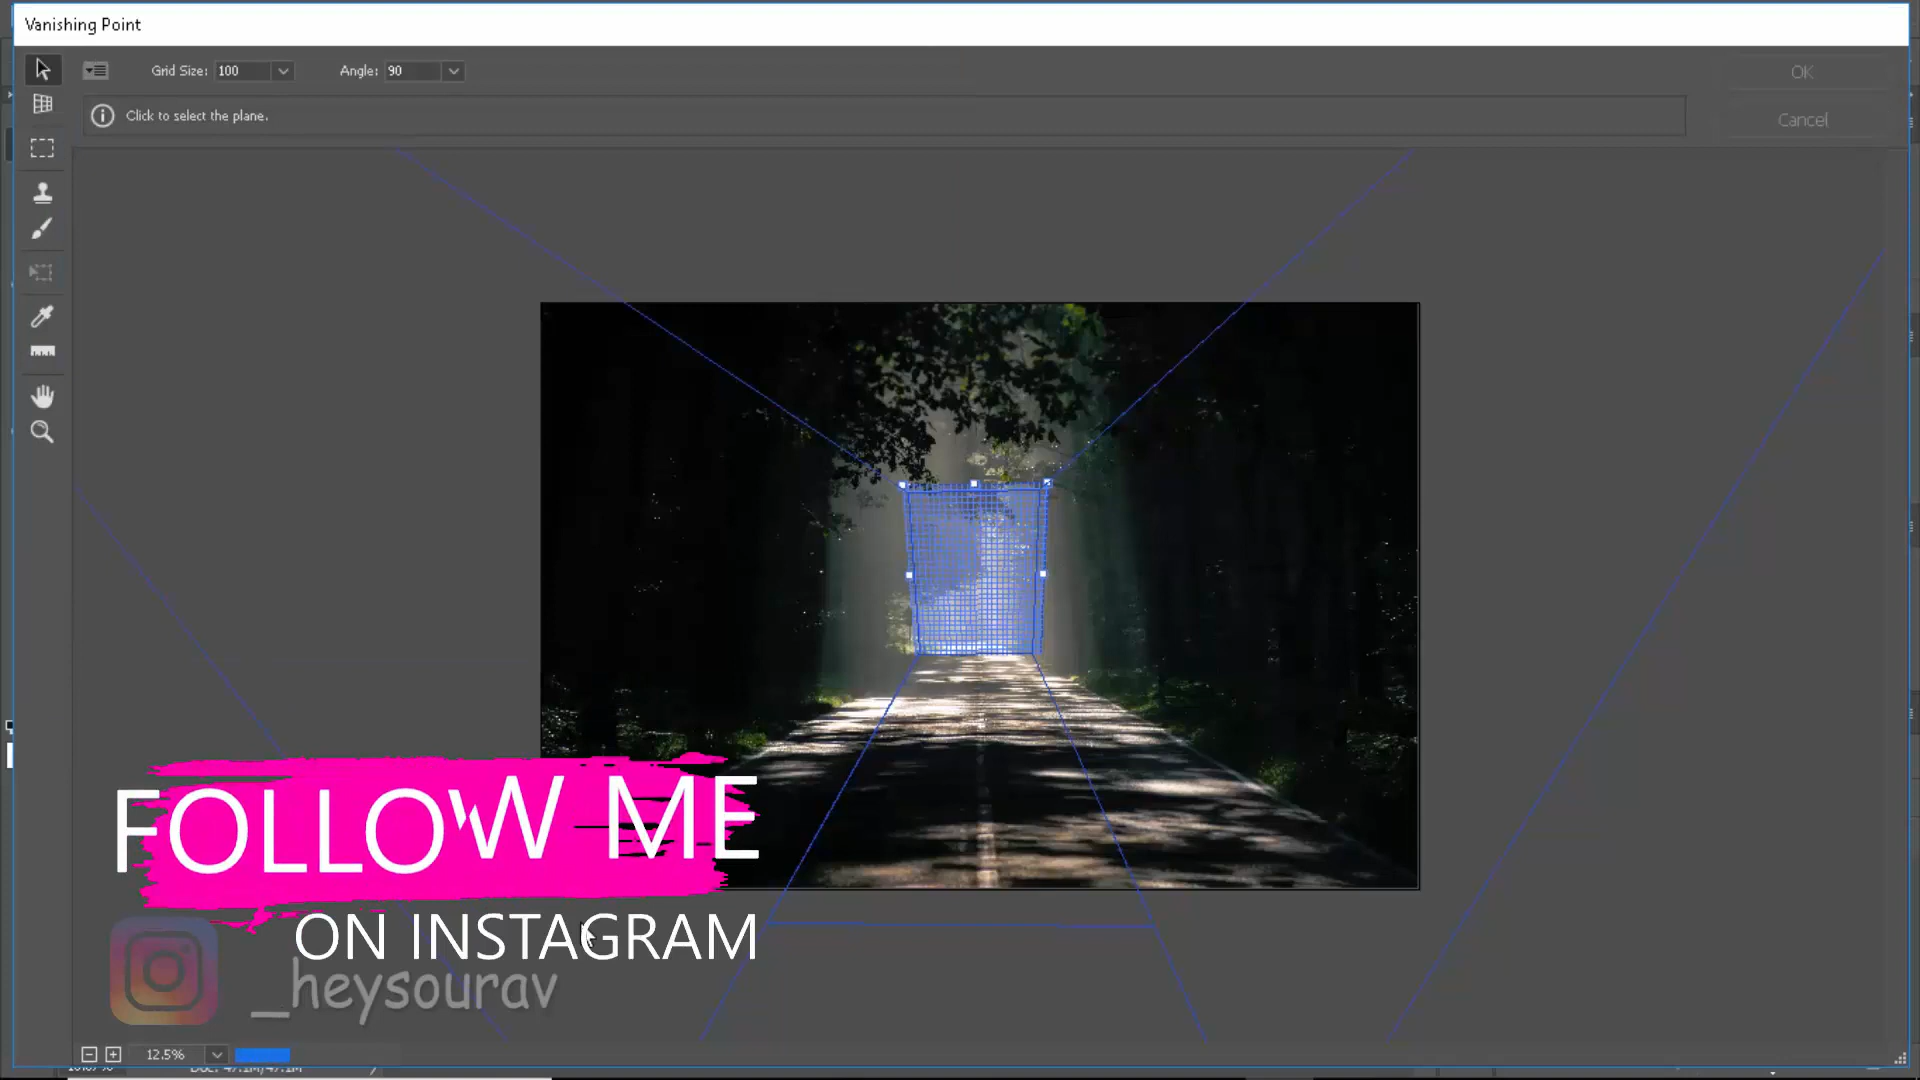 Vanishing Point
Grid Size: 100 Angle: 90
OK
Click to select the plane.
Cancel
FOLLOW ME
ON INSTAGRAM
_heysourav
12.5%